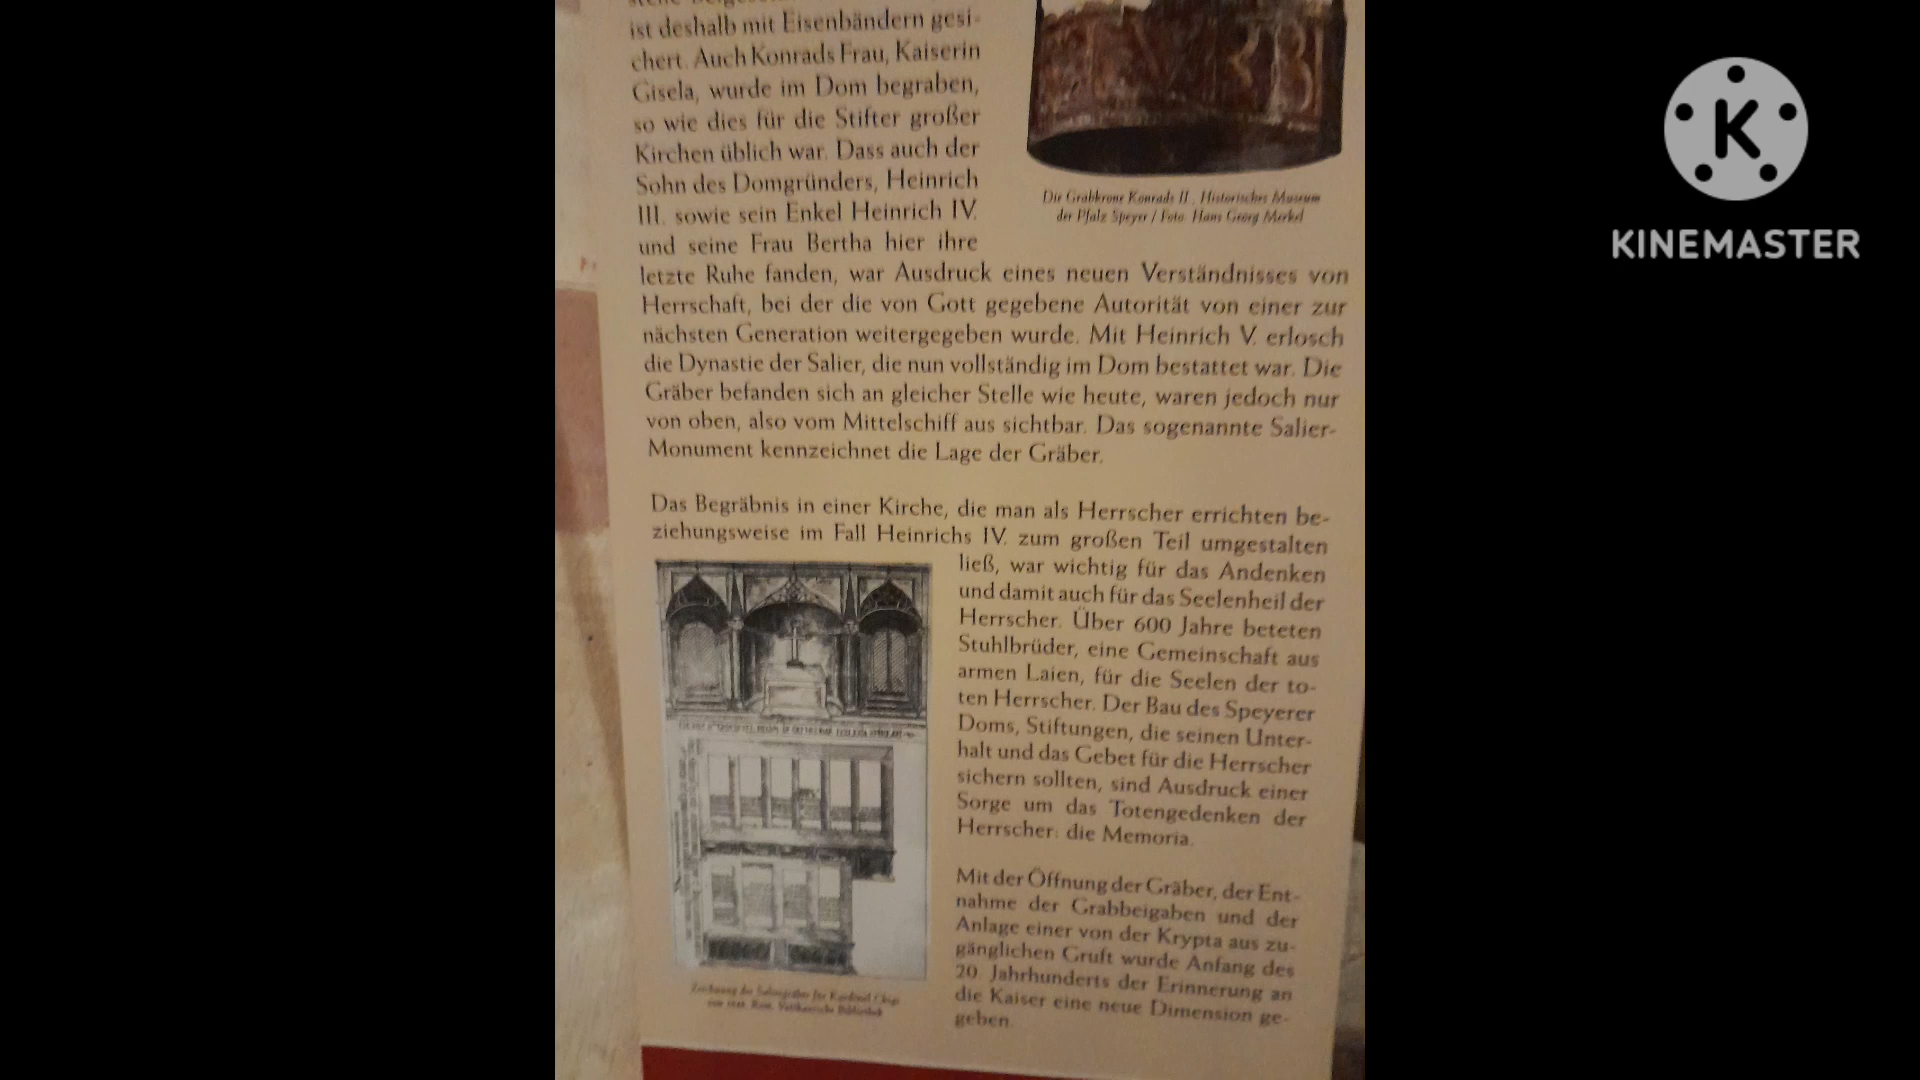 ist deshalb mit Eisenbändern gesi-
chert. Auch Konrads Frau, Kaiserin
Gisela, wurde im Dom begraben,
so wie dies für die Stifter großer
Kirchen üblich war. Dass auch der
Sohn des Domgründers, Heinrich
III. sowie sein Enkel Heinrich IV.
und seine Frau Bertha hier ihre
letzte Ruhe fanden, war Ausdruck eines neuen Verständnisses von
Herrschaft, bei der die von Gott gegebene Autorität von einer zur
nächsten Generation weitergegeben wurde. Mit Heinrich V. erlosch
die Dynastie der Salier, die nun vollständig im Dom bestattet war. Die
Gräber befanden sich an gleicher Stelle wie heute, waren jedoch nur
von oben, also vom Mittelschiff aus sichtbar. Das sogenannte Salier-
Monument kennzeichnet die Lage der Gräber.
Die Grabkrone Konrads II., Historisches Museum
der Pfalz Speyer / Foto: Hans Georg Merkel
Das Begräbnis in einer Kirche, die man als Herrscher errichten be-
ziehungsweise im Fall Heinrichs IV. zum großen Teil umgestalten
ließ, war wichtig für das Andenken
und damit auch für das Seelenheil der
Herrscher. Über 600 Jahre beteten
Stuhlbrüder, eine Gemeinschaft aus
armen Laien, für die Seelen der to-
ten Herrscher. Der Bau des Speyerer
Doms, Stiftungen, die seinen Unter-
halt und das Gebet für die Herrscher
sichern sollten, sind Ausdruck einer
Sorge um das Totengedenken der
Herrscher: die Memoria.
Mit der Öffnung der Gräber, der Ent-
nahme der Grabbeigaben und der
Anlage einer von der Krypta aus zu-
gänglichen Gruft wurde Anfang des
20. Jahrhunderts der Erinnerung an
die Kaiser eine neue Dimension ge-
geben.
Zeichnung der Saliergräber für Kardinal
Rom, Vatikanische Bibliothek
K
KINEMASTER